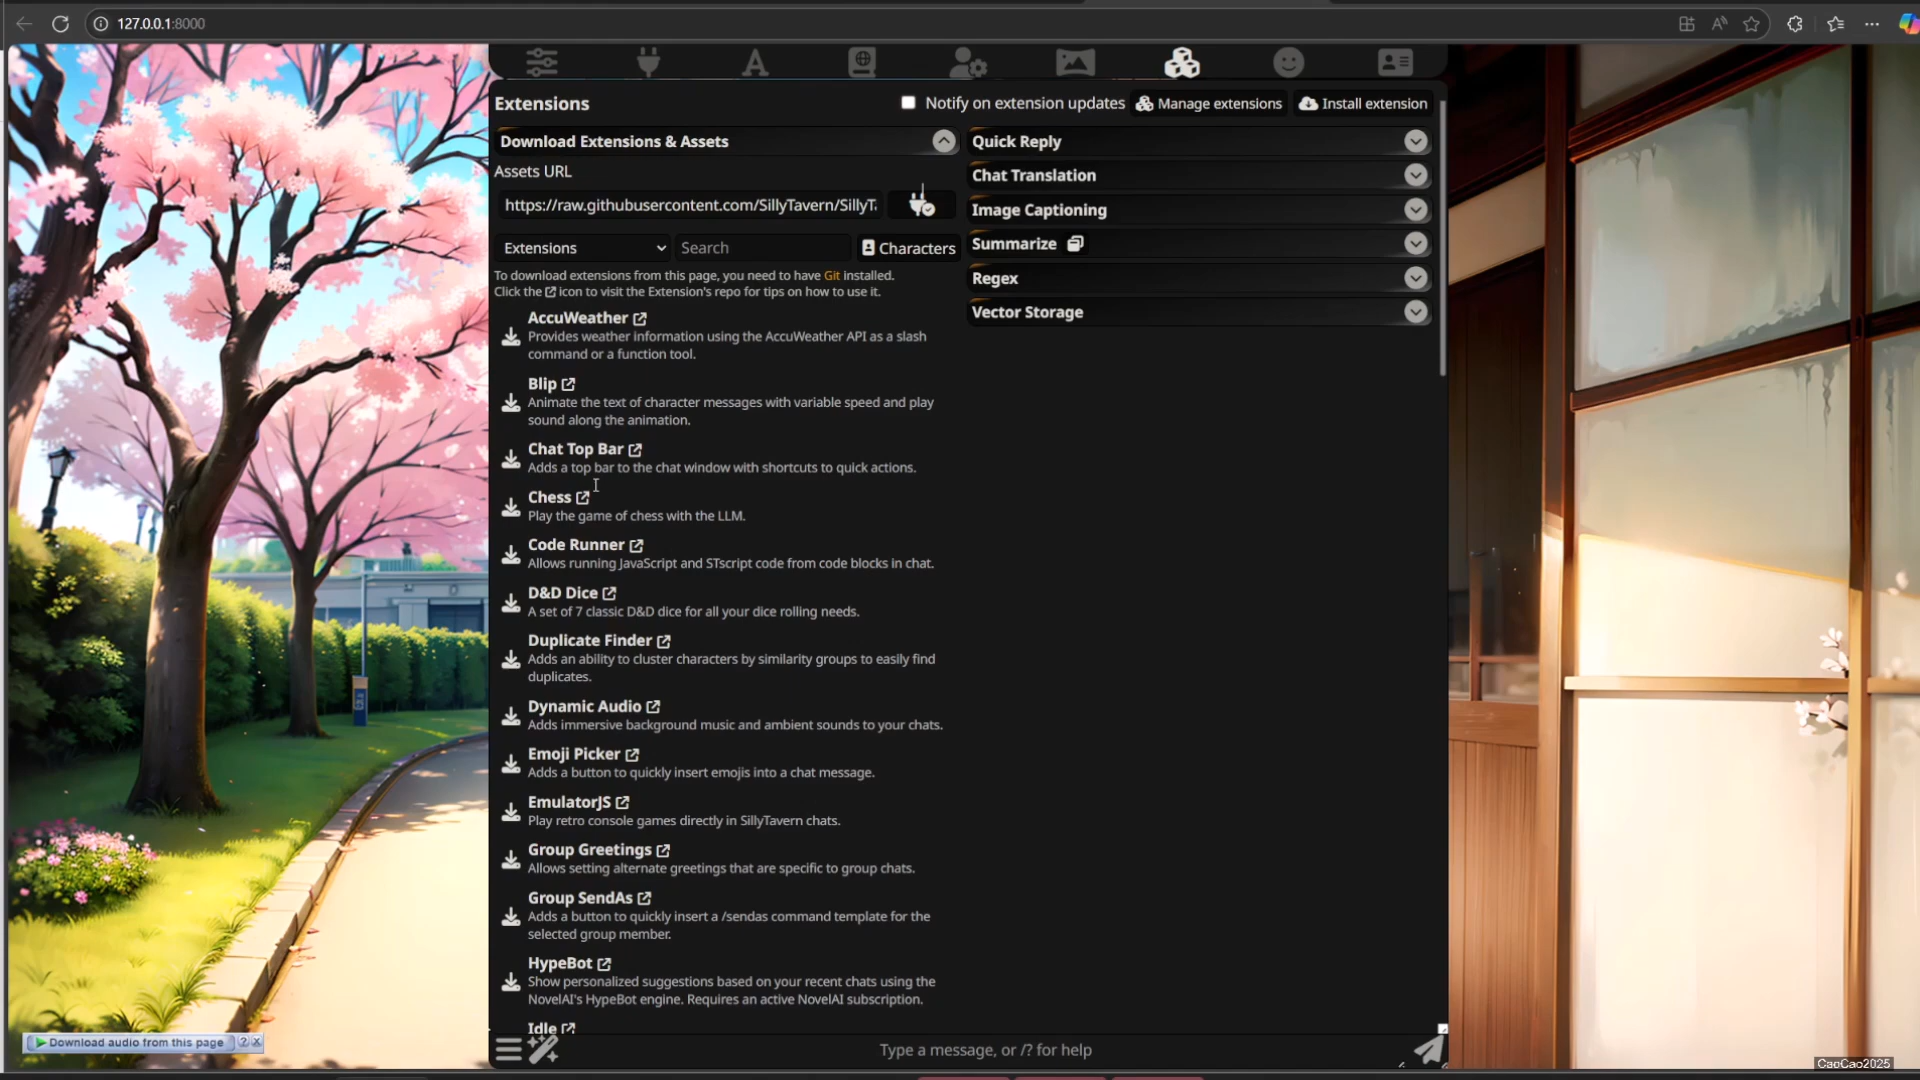 127.0.0.1:8000
Extensions
Notify on extension updates
Manage extensions
Install extension
Download Extensions & Assets
Assets URL
https://raw.githubusercontent.com/SillyTavern/SillyT
Extensions
Search
Characters
To download extensions from this page, you need to have Git installed.
Click the icon to visit the Extension's repo for tips on how to use it.
AccuWeather
Provides weather information using the AccuWeather API as a slash
command or a function tool.
Blip
Animate the text of character messages with variable speed and play
sound along the animation.
Chat Top Bar
Adds a top bar to the chat window with shortcuts to quick actions.
Chess
Play the game of chess with the LLM.
Code Runner
Allows running JavaScript and STscript code from code blocks in chat.
D&D Dice
A set of 7 classic D&D dice for all your dice rolling needs.
Duplicate Finder
Adds an ability to cluster characters by similarity groups to easily find
duplicates.
Dynamic Audio
Adds immersive background music and ambient sounds to your chats.
Emoji Picker
Adds a button to quickly insert emojis into a chat message.
EmulatorJS
Play retro console games directly in SillyTavern chats.
Group Greetings
Allows setting alternate greetings that are specific to group chats.
Group SendAs
Adds a button to quickly insert a /sendas command template for the
selected group member.
HypeBot
Show personalized suggestions based on your recent chats using the
NovelAI's HypeBot engine. Requires an active NovelAI subscription.
Idle
Quick Reply
Chat Translation
Image Captioning
Summarize
Regex
Vector Storage
Type a message, or /? for help
Download audio from this page
? X
CaoCao2025